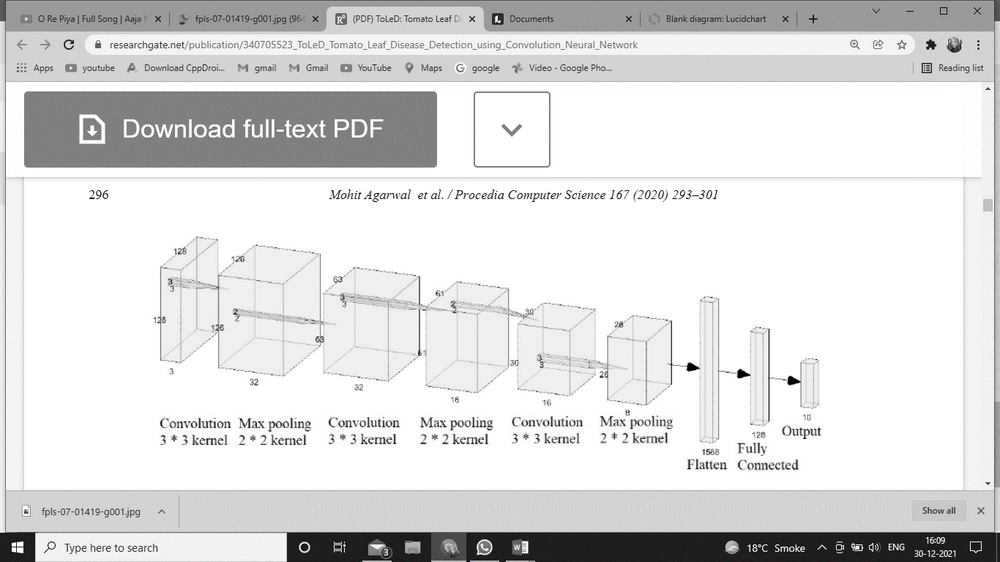 O Re Piya | Full Song | Aaja N
fpls-07-01419-g001.jpg (964
(PDF) ToLeD: Tomato Leaf Di
Documents
Blank diagram: Lucidchart
researchgate.net/publication/340705523_ToLeD_Tomato_Leaf_Disease_Detection_using_Convolution_Neural_Network
Apps youtube Download CppDroi... gmail Gmail YouTube Maps google Video - Google Pho... Reading list
Download full-text PDF
296 Mohit Agarwal et al. / Procedia Computer Science 167 (2020) 293–301
128 126 63 61 30 28
3 3 2 2 3 3 2 2 3 3
128 126 63 61 30 28
3 32 32 16 16 8
1568 128 10
Convolution Max pooling Convolution Max pooling Convolution Max pooling Output
3 * 3 kernel 2 * 2 kernel 3 * 3 kernel 2 * 2 kernel 3 * 3 kernel 2 * 2 kernel
Flatten Fully
Connected
fpls-07-01419-g001.jpg Show all
Type here to search 3 18°C Smoke ENG 16:09
30-12-2021